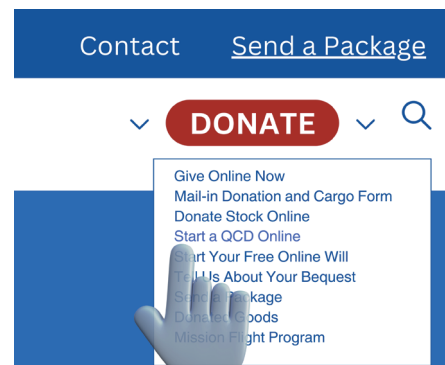 Contact Send a Package
DONATE
Give Online Now
Mail-in Donation and Cargo Form
Donate Stock Online
Start a QCD Online
Start Your Free Online Will
Tell Us About Your Bequest
Send a Package
Donated Goods
Mission Flight Program